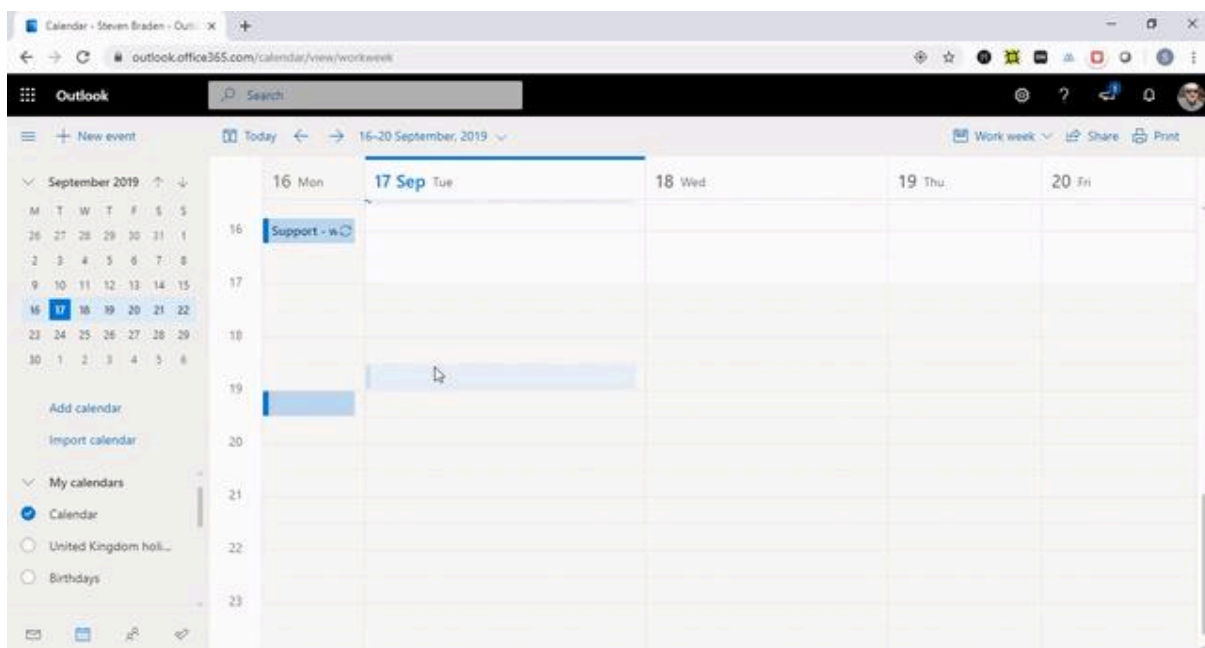 Calendar - Steven Braden - Outl
outlook.office365.com/calendar/view/workweek
Outlook
Search
New event
Today
16-20 September, 2019
Work week
Share
Print
September 2019
M T W T F S S
26 27 28 29 30 31 1
2 3 4 5 6 7 8
9 10 11 12 13 14 15
16 17 18 19 20 21 22
23 24 25 26 27 28 29
30 1 2 3 4 5 6
Add calendar
Import calendar
My calendars
Calendar
United Kingdom holi...
Birthdays
16 Mon
17 Sep Tue
18 Wed
19 Thu
20 Fri
16
Support - w
17
18
19
20
21
22
23